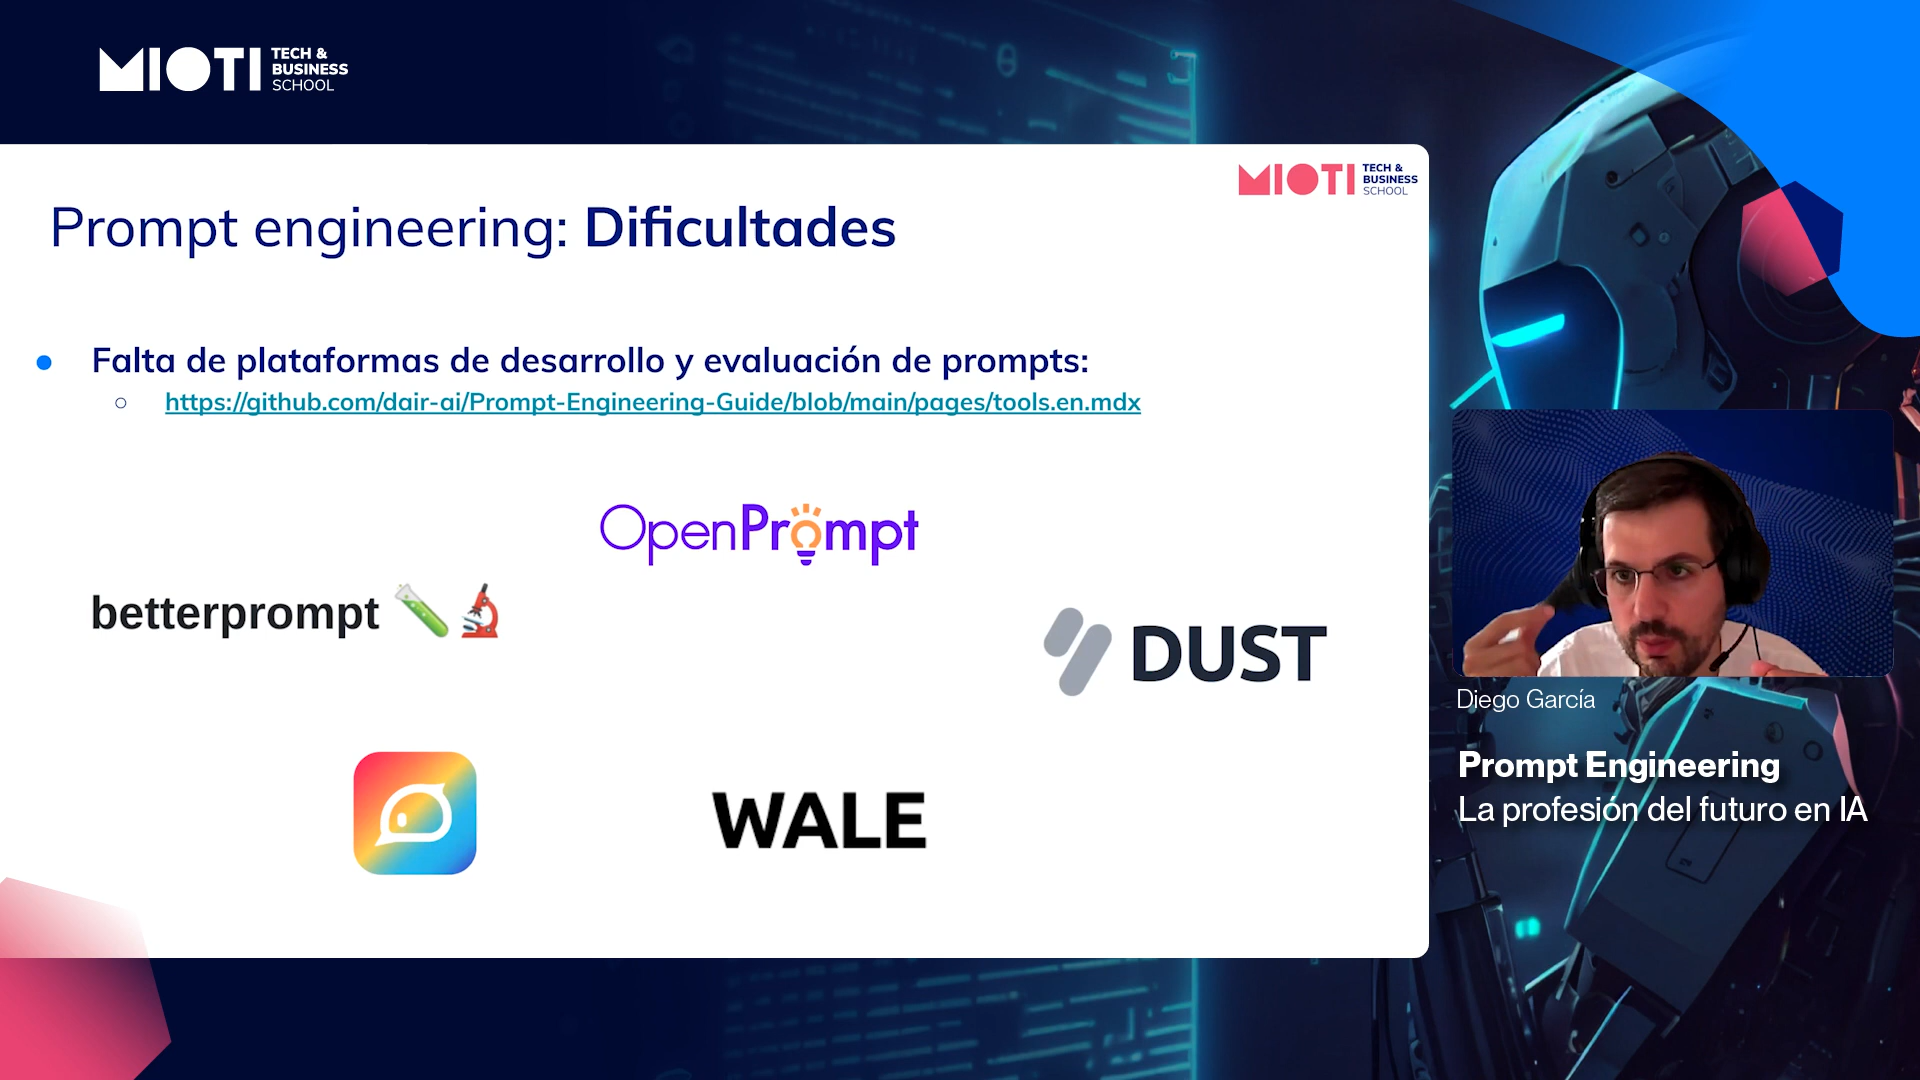 MIOTI TECH &
BUSINESS
SCHOOL
MIOTI TECH &
BUSINESS
SCHOOL
Prompt engineering: Dificultades
Falta de plataformas de desarrollo y evaluación de prompts:
https://github.com/dair-ai/Prompt-Engineering-Guide/blob/main/pages/tools.en.mdx
OpenPrompt
betterprompt
DUST
WALE
Diego García
Prompt Engineering
La profesión del futuro en IA